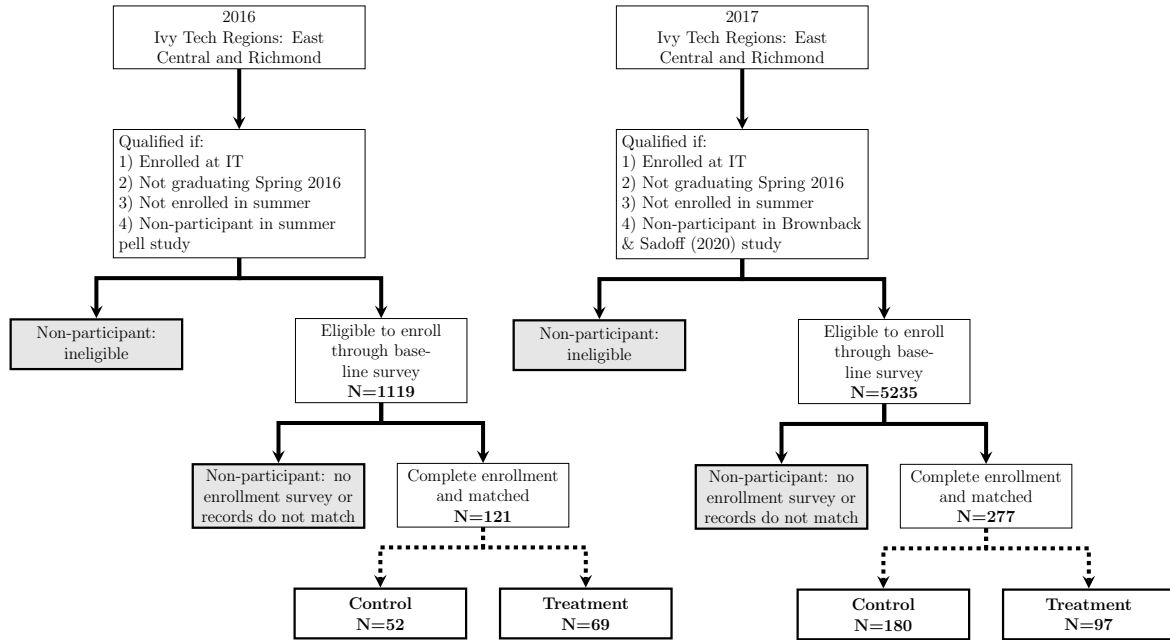 2016
Ivy Tech Regions: East
Central and Richmond
Qualified if:
1) Enrolled at IT
2) Not graduating Spring 2016
3) Not enrolled in summer
4) Non-participant in summer
pell study
Non-participant:
ineligible
Eligible to enroll
through base-
line survey
N=1119
Non-participant: no
enrollment survey or
records do not match
Complete enrollment
and matched
N=121
Control
N=52
Treatment
N=69
2017
Ivy Tech Regions: East
Central and Richmond
Qualified if:
1) Enrolled at IT
2) Not graduating Spring 2016
3) Not enrolled in summer
4) Non-participant in Brownback
& Sadoff (2020) study
Non-participant:
ineligible
Eligible to enroll
through base-
line survey
N=5235
Non-participant: no
enrollment survey or
records do not match
Complete enrollment
and matched
N=277
Control
N=180
Treatment
N=97